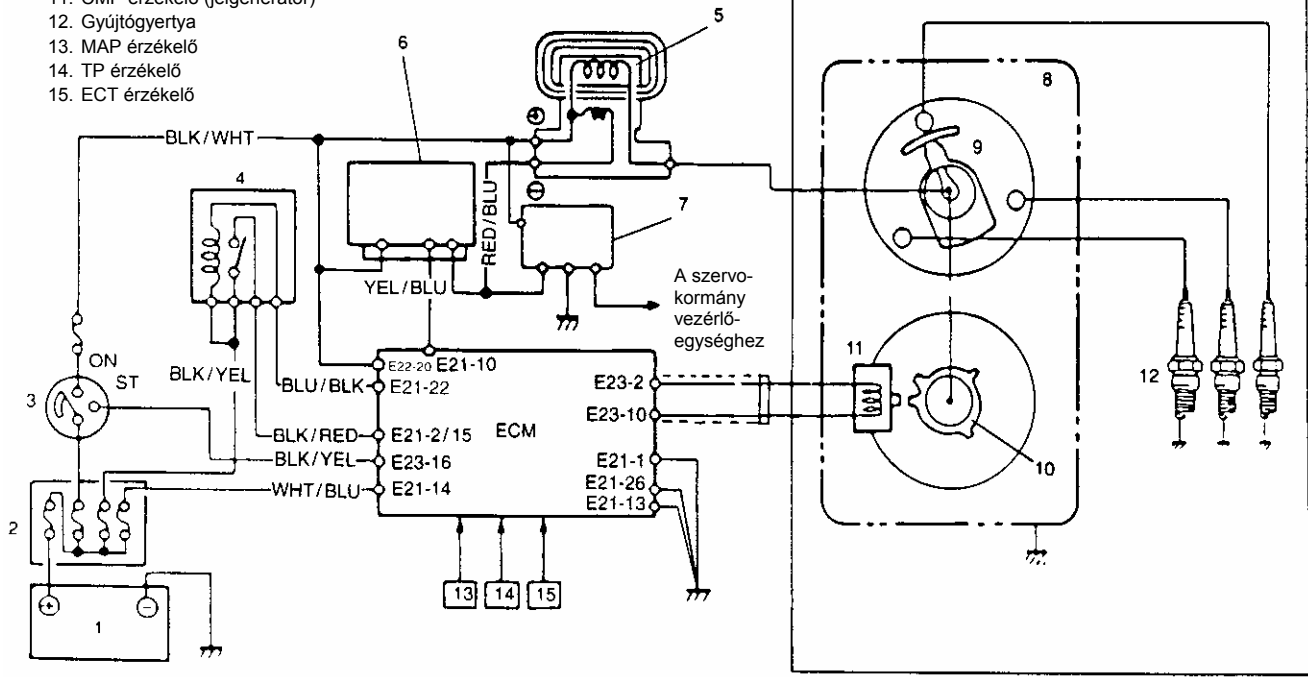 11. CMP érzékelő (jelgenerátor)
12. Gyújtógyertya
13. MAP érzékelő
14. TP érzékelő
15. ECT érzékelő
5
6
8
BLK/WHT
9
4
7
RED/BLU
YEL/BLU
A szervo-
kormány
vezérlő-
egységhez
ON
ST
3
BLK/YEL
E22-20 E21-10
11
BLU/BLK
E21-22
E23-2
12
BLK/RED
E21-2/15
ECM
E23-10
BLK/YEL
E23-16
E21-1
10
WHT/BLU
E21-14
E21-26
E21-13
2
13
14
15
+
−
1